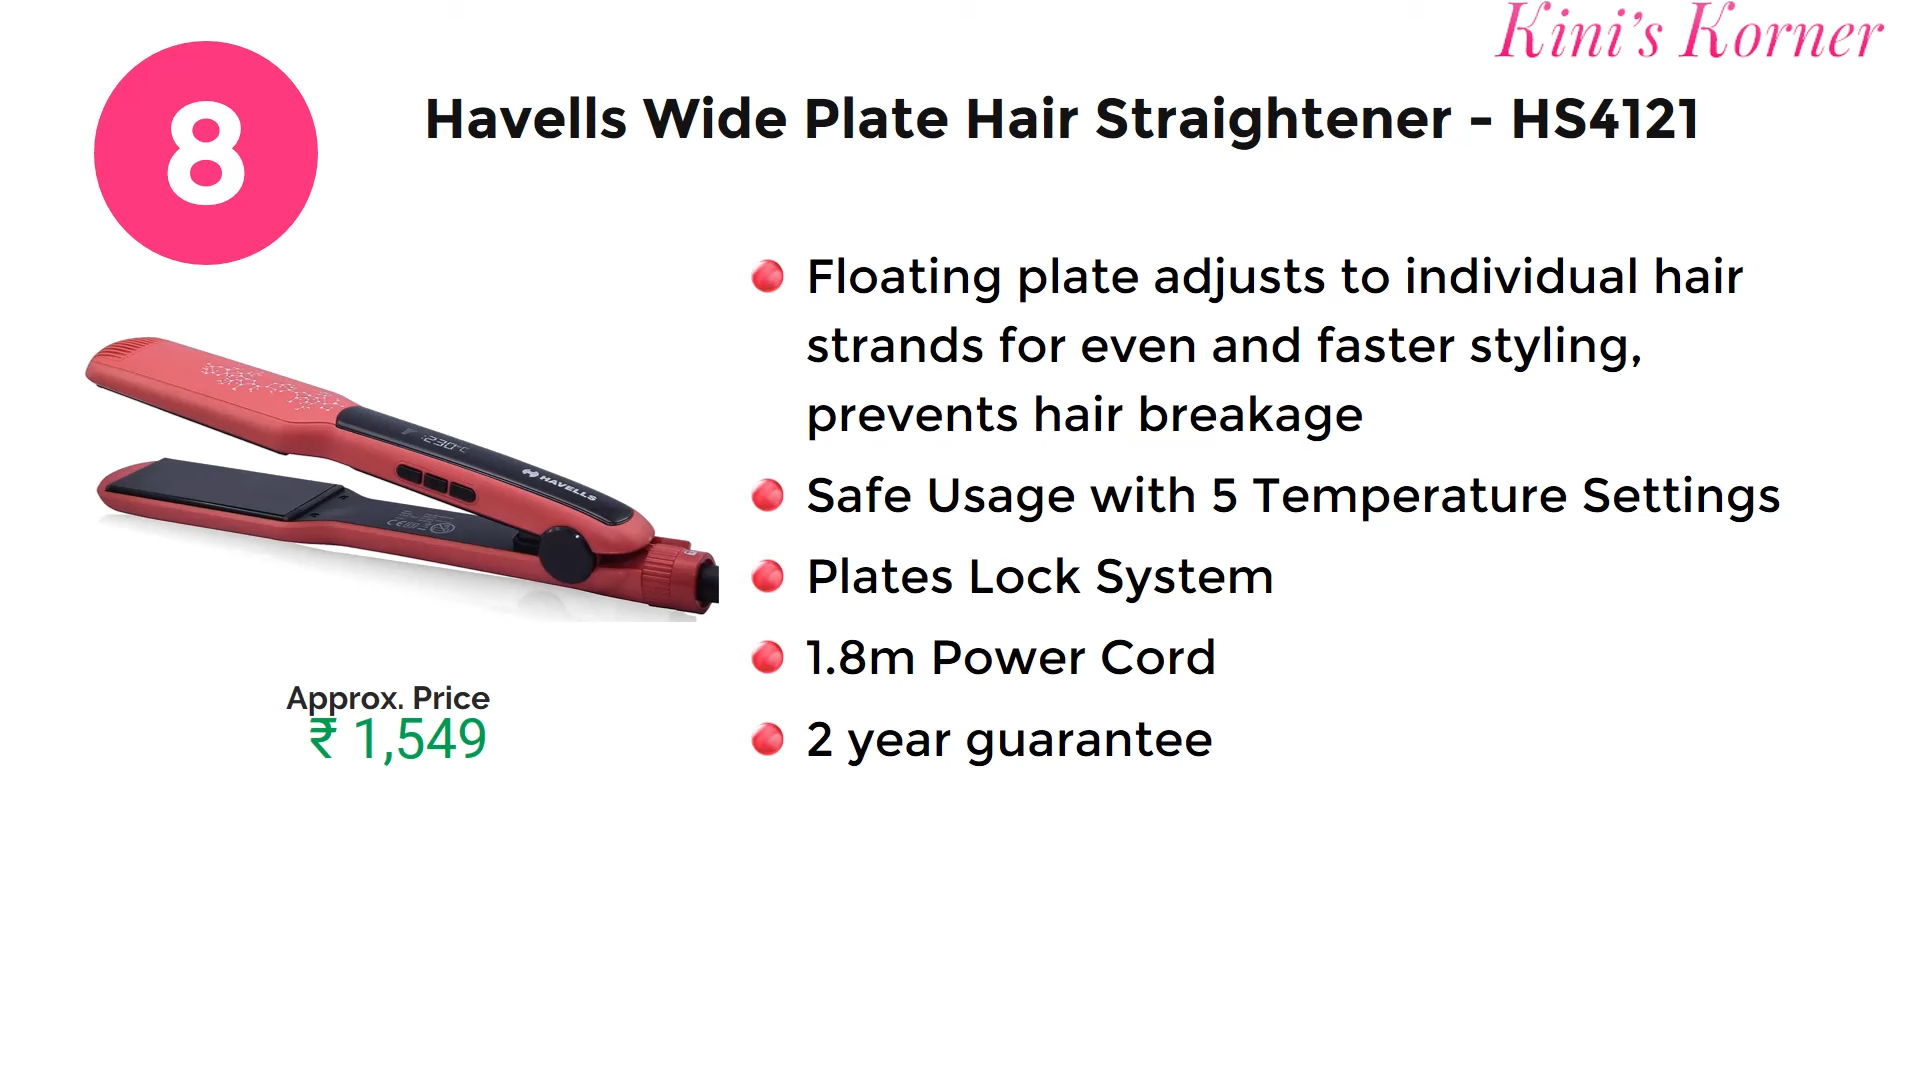 Kini's Korner
8
Havells Wide Plate Hair Straightener - HS4121
Floating plate adjusts to individual hair
strands for even and faster styling,
prevents hair breakage
Safe Usage with 5 Temperature Settings
Plates Lock System
1.8m Power Cord
2 year guarantee
230°C
HAVELLS
Approx. Price
₹ 1,549